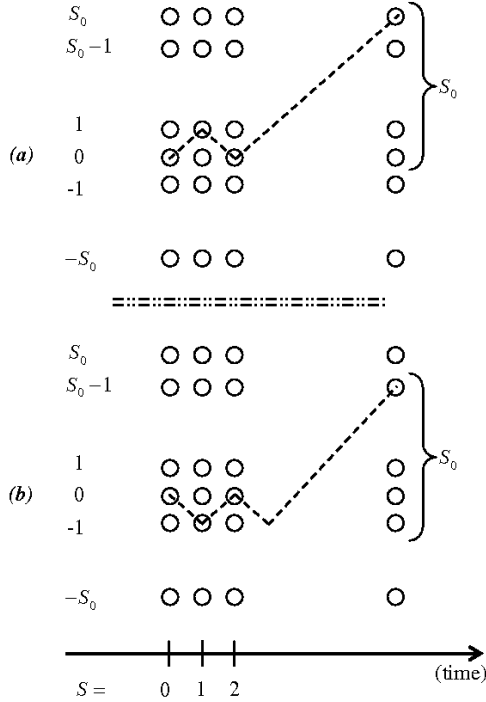 S₀
S₀ −1
S₀
1
(a) 0
-1
−S₀
S₀
S₀ −1
S₀
1
(b) 0
-1
−S₀
(time)
S = 0 1 2